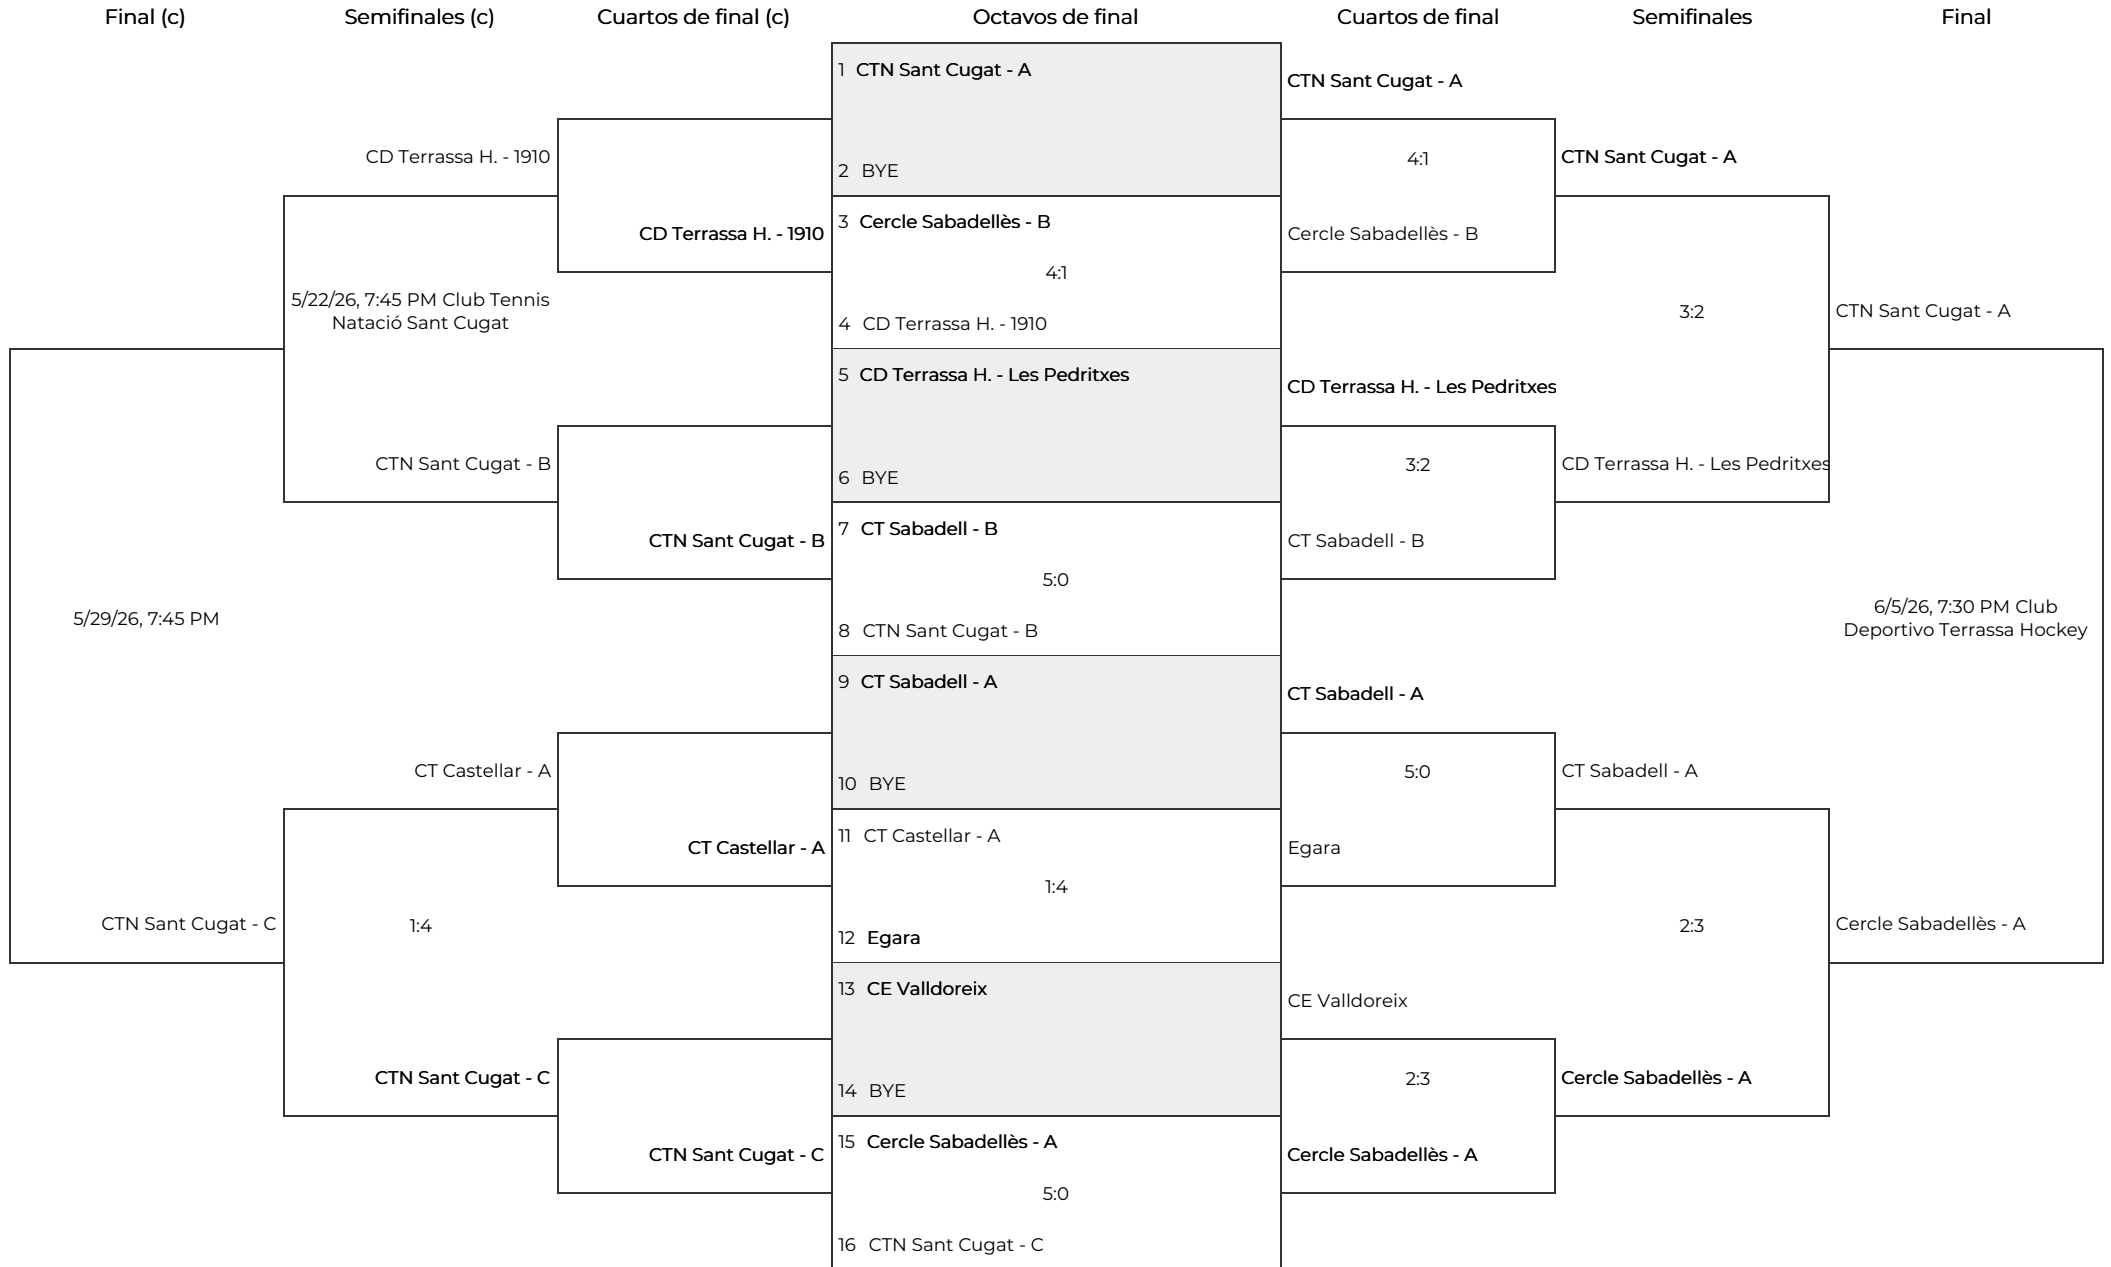 Final (c)
Semifinales (c)
Cuartos de final (c)
Octavos de final
Cuartos de final
Semifinales
Final
CD Terrassa H. - 1910
5/22/26, 7:45 PM Club Tennis
Natació Sant Cugat
CTN Sant Cugat - B
5/29/26, 7:45 PM
CT Castellar - A
CTN Sant Cugat - C
1:4
CTN Sant Cugat - C
CD Terrassa H. - 1910
CTN Sant Cugat - B
CT Castellar - A
CTN Sant Cugat - C
1 CTN Sant Cugat - A
2 BYE
3 Cercle Sabadellès - B
4:1
4 CD Terrassa H. - 1910
5 CD Terrassa H. - Les Pedritxes
6 BYE
7 CT Sabadell - B
5:0
8 CTN Sant Cugat - B
9 CT Sabadell - A
10 BYE
11 CT Castellar - A
1:4
12 Egara
13 CE Valldoreix
14 BYE
15 Cercle Sabadellès - A
5:0
16 CTN Sant Cugat - C
CTN Sant Cugat - A
4:1
Cercle Sabadellès - B
CD Terrassa H. - Les Pedritxes
3:2
CT Sabadell - B
CT Sabadell - A
5:0
Egara
CE Valldoreix
2:3
Cercle Sabadellès - A
CTN Sant Cugat - A
3:2
CD Terrassa H. - Les Pedritxes
CT Sabadell - A
2:3
Cercle Sabadellès - A
CTN Sant Cugat - A
6/5/26, 7:30 PM Club
Deportivo Terrassa Hockey
Cercle Sabadellès - A